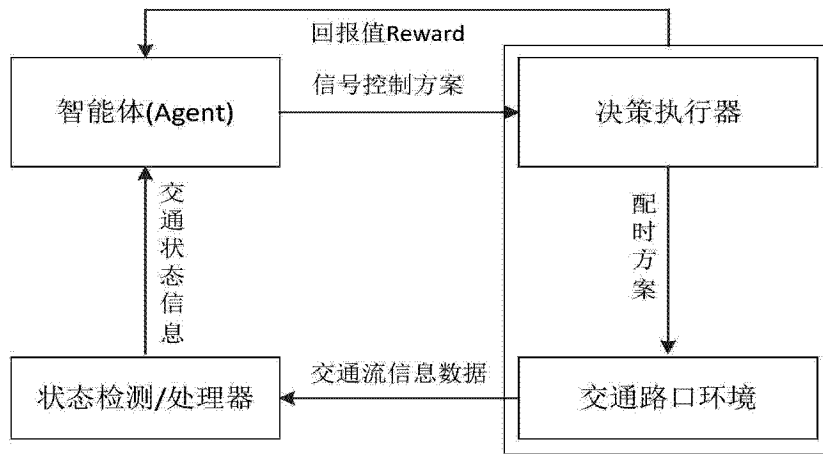 回报值Reward
智能体(Agent)
信号控制方案
决策执行器
交通状态信息
配时方案
状态检测/处理器
交通流信息数据
交通路口环境